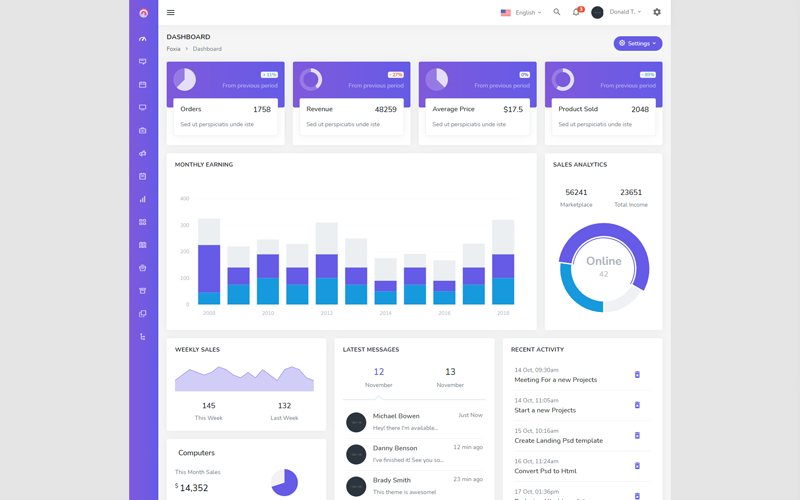 English
3
Donald T.
DASHBOARD
Foxia > Dashboard
Settings
+ 11%
From previous period
Orders 1758
Sed ut perspiciatis unde iste
-27%
From previous period
Revenue 48259
Sed ut perspiciatis unde iste
0%
From previous period
Average Price $17.5
Sed ut perspiciatis unde iste
From previous period
Product Sold 2048
Sed ut perspiciatis unde iste
MONTHLY EARNING
400
300
200
100
0
2008 2010 2012 2014 2016 2018
SALES ANALYTICS
56241 23651
Marketplace Total Income
Online
42
WEEKLY SALES
145 132
This Week Last Week
Computers
This Month Sales
$ 14,352
LATEST MESSAGES
12 13
November November
Michael Bowen Just Now
Hey! there I'm available...
Danny Benson 12 min ago
I've finished it! See you so...
Brady Smith 23 min ago
This theme is awesome!
RECENT ACTIVITY
14 Oct, 09:30am
Meeting For a new Projects
14 Oct, 11:05am
Start a new Projects
15 Oct, 10:16am
Create Landing Psd template
16 Oct, 11:24am
Convert Psd to Html
17 Oct, 01:36pm